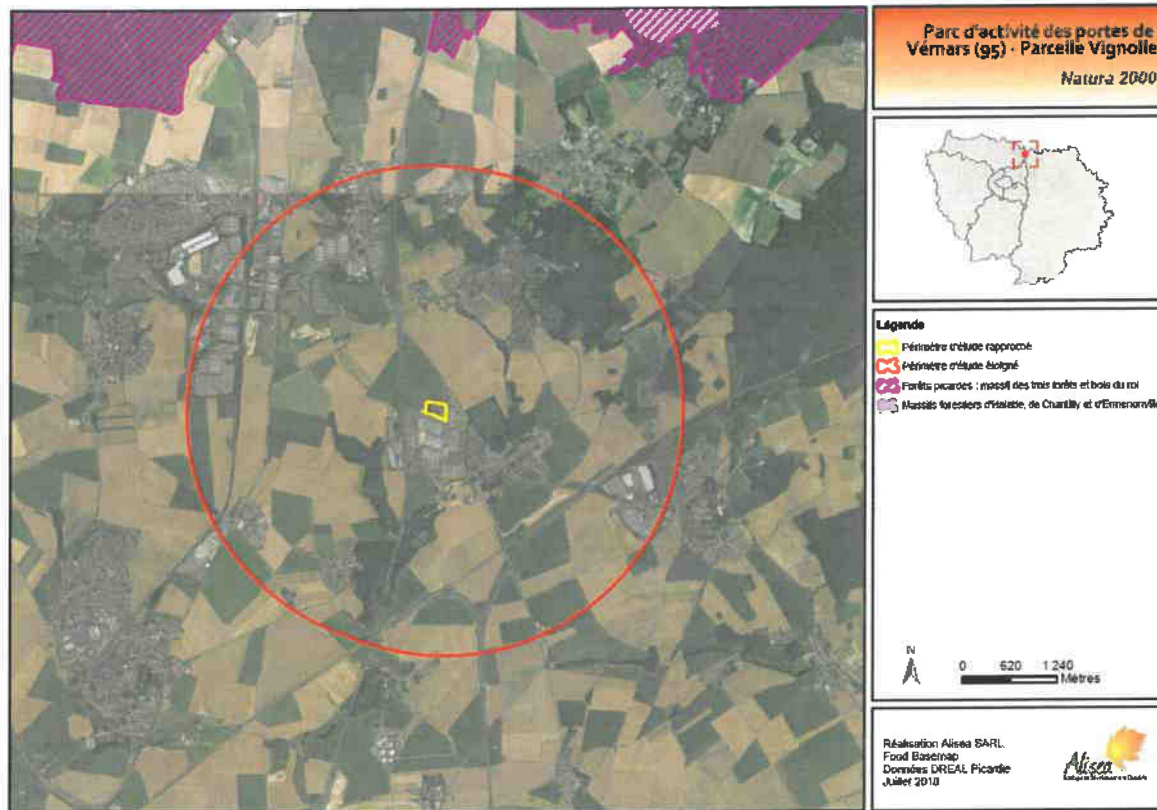 Parc d'activité des portes de
Vémars (95) - Parcelle Vignolle
Natura 2000
Légende
Périmètre d'étude rapproché
Périmètre d'étude éloigné
Forêts picardes : massif des trois forêts et bois du roi
Massifs forestiers d'Halatte, de Chantilly et d'Ermenonville
N
0 620 1 240
Mètres
Réalisation Alisea SARL.
Fond Basemap
Données DREAL Picardie
Juillet 2018
Alisea